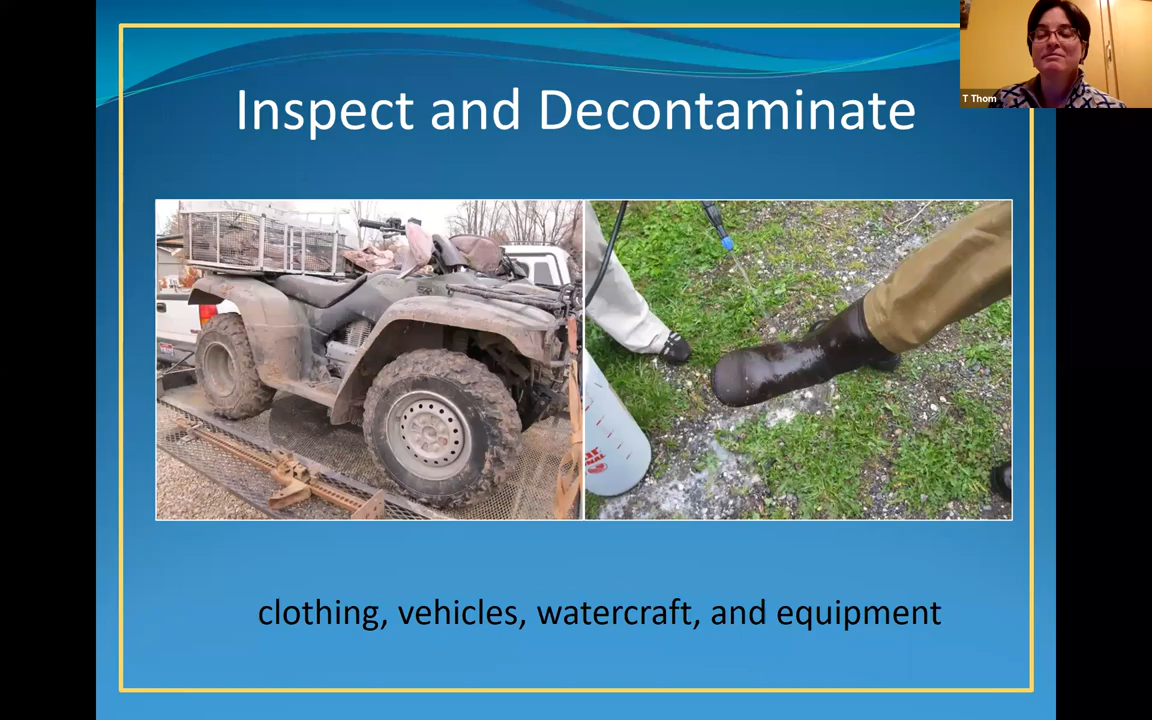 T Thom
Inspect and Decontaminate
clothing, vehicles, watercraft, and equipment